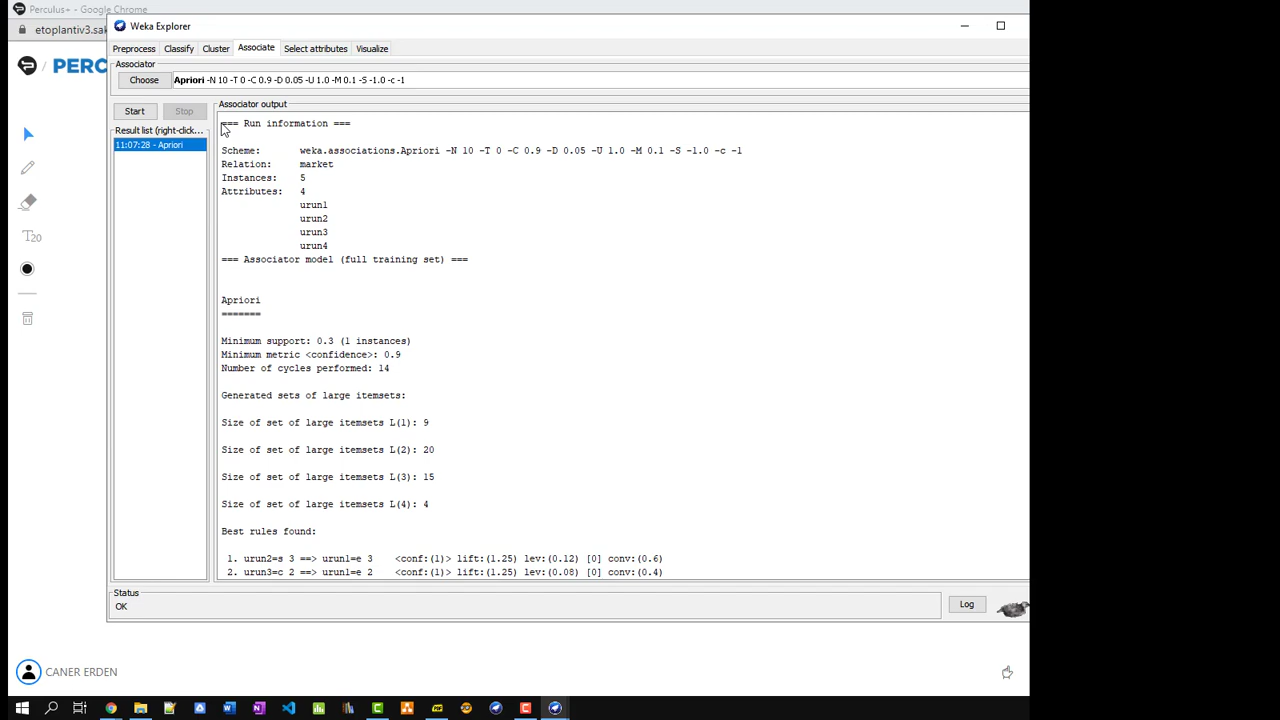 Perculus+ - Google Chrome
etoplantiv3.sak
/ PERC
T20
CANER ERDEN
Weka Explorer
Preprocess Classify Cluster Associate Select attributes Visualize
Associator
Choose Apriori -N 10 -T 0 -C 0.9 -D 0.05 -U 1.0 -M 0.1 -S -1.0 -c -1
Start Stop
Result list (right-click...
11:07:28 - Apriori
Associator output
=== Run information ===
Scheme: weka.associations.Apriori -N 10 -T 0 -C 0.9 -D 0.05 -U 1.0 -M 0.1 -S -1.0 -c -1
Relation: market
Instances: 5
Attributes: 4
urun1
urun2
urun3
urun4
=== Associator model (full training set) ===
Apriori
=======
Minimum support: 0.3 (1 instances)
Minimum metric <confidence>: 0.9
Number of cycles performed: 14
Generated sets of large itemsets:
Size of set of large itemsets L(1): 9
Size of set of large itemsets L(2): 20
Size of set of large itemsets L(3): 15
Size of set of large itemsets L(4): 4
Best rules found:
1. urun2=s 3 ==> urun1=e 3 <conf:(1)> lift:(1.25) lev:(0.12) [0] conv:(0.6)
2. urun3=c 2 ==> urun1=e 2 <conf:(1)> lift:(1.25) lev:(0.08) [0] conv:(0.4)
Status
OK
Log